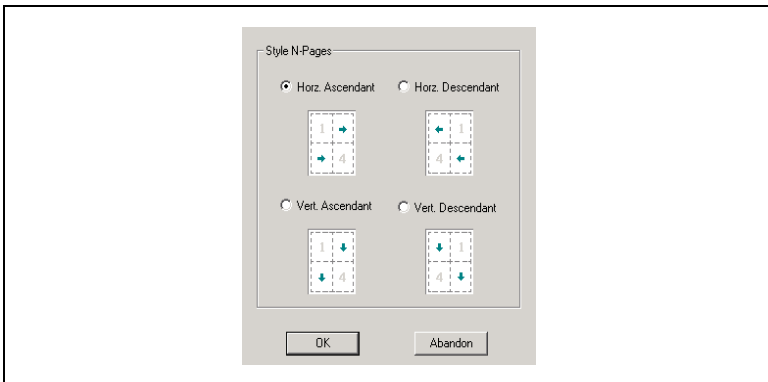 Style N-Pages
Horz. Ascendant Horz. Descendant
1 1
4 4
Vert. Ascendant Vert. Descendant
1 1
4 4
OK Abandon